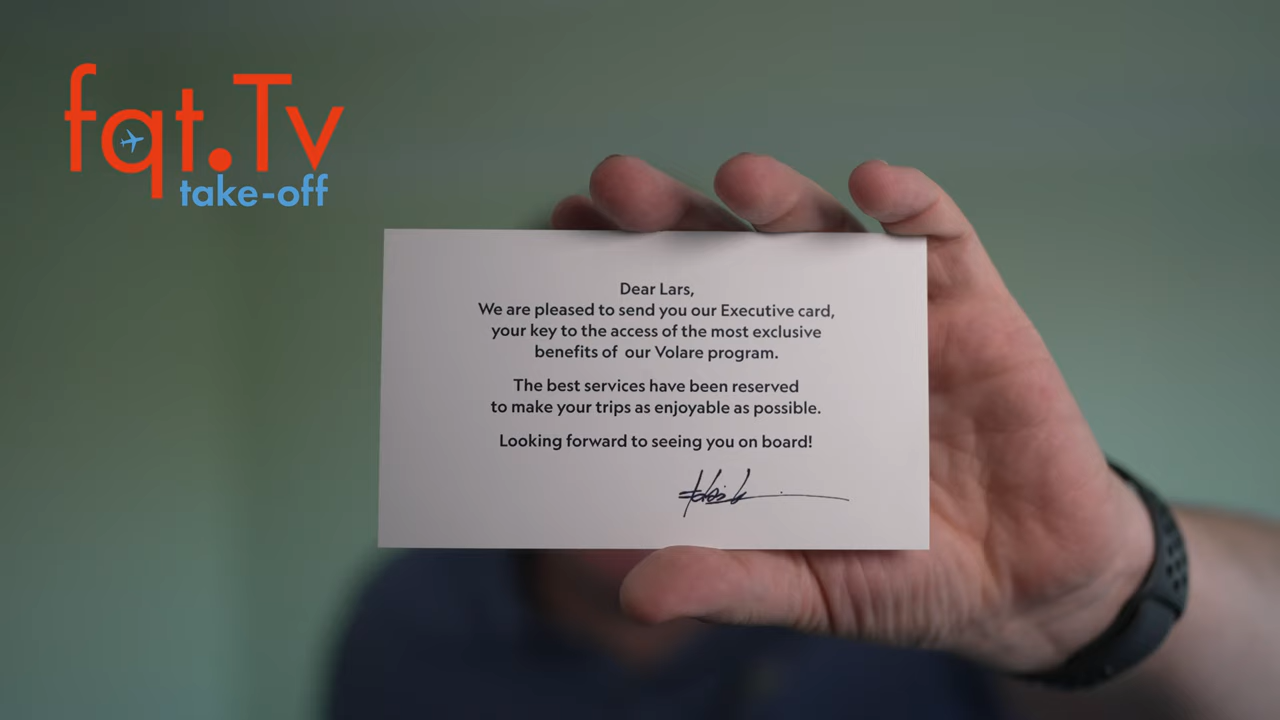 fqt.Tv
take-off
Dear Lars,
We are pleased to send you our Executive card,
your key to the access of the most exclusive
benefits of our Volare program.
The best services have been reserved
to make your trips as enjoyable as possible.
Looking forward to seeing you on board!